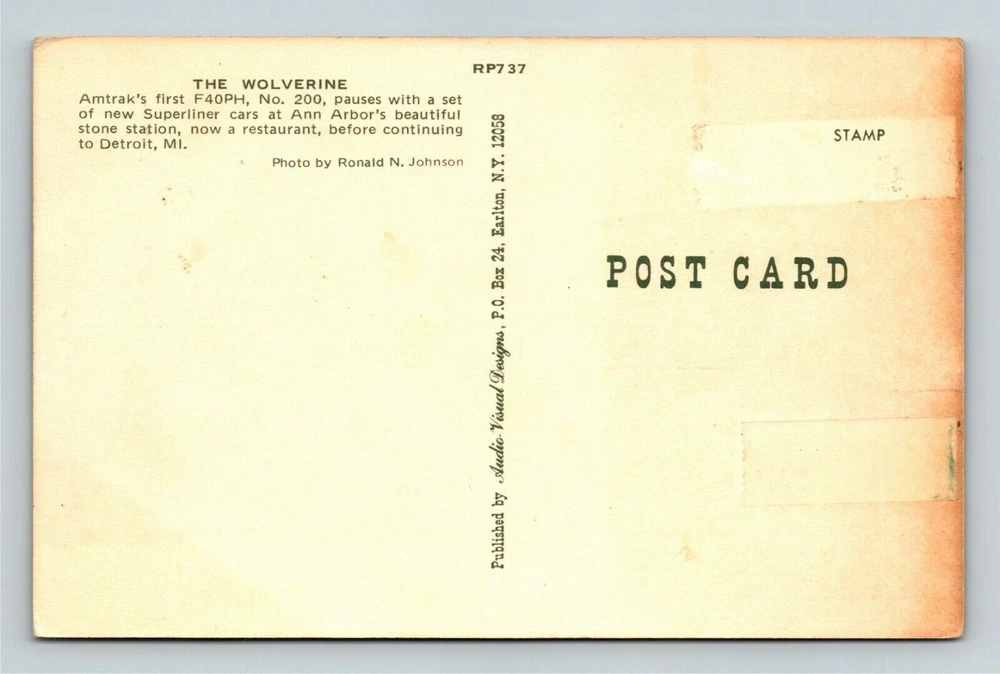 RP737
THE WOLVERINE
Amtrak's first F40PH, No. 200, pauses with a set
of new Superliner cars at Ann Arbor's beautiful
stone station, now a restaurant, before continuing
to Detroit, MI.
Photo by Ronald N. Johnson
Published by Audio-Visual Designs, P.O. Box 24, Earlton, N.Y. 12058
STAMP
POST CARD